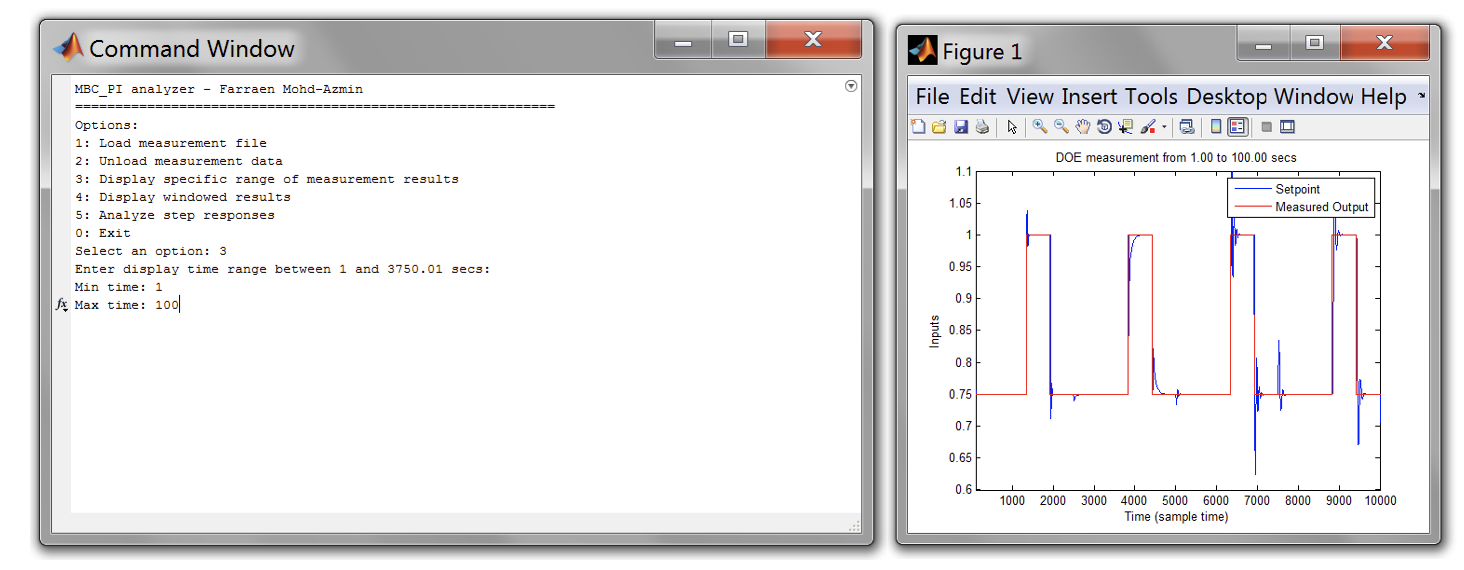 Command Window
MBC_PI analyzer - Farraen Mohd-Azmin
============================================================
Options:
1: Load measurement file
2: Unload measurement data
3: Display specific range of measurement results
4: Display windowed results
5: Analyze step responses
0: Exit
Select an option: 3
Enter display time range between 1 and 3750.01 secs:
Min time: 1
fx Max time: 100
Figure 1
File Edit View Insert Tools Desktop Window Help
DOE measurement from 1.00 to 100.00 secs
Setpoint
Measured Output
1.1
1.05
1
0.95
0.9
0.85
0.8
0.75
0.7
0.65
0.6
Inputs
1000 2000 3000 4000 5000 6000 7000 8000 9000 10000
Time (sample time)